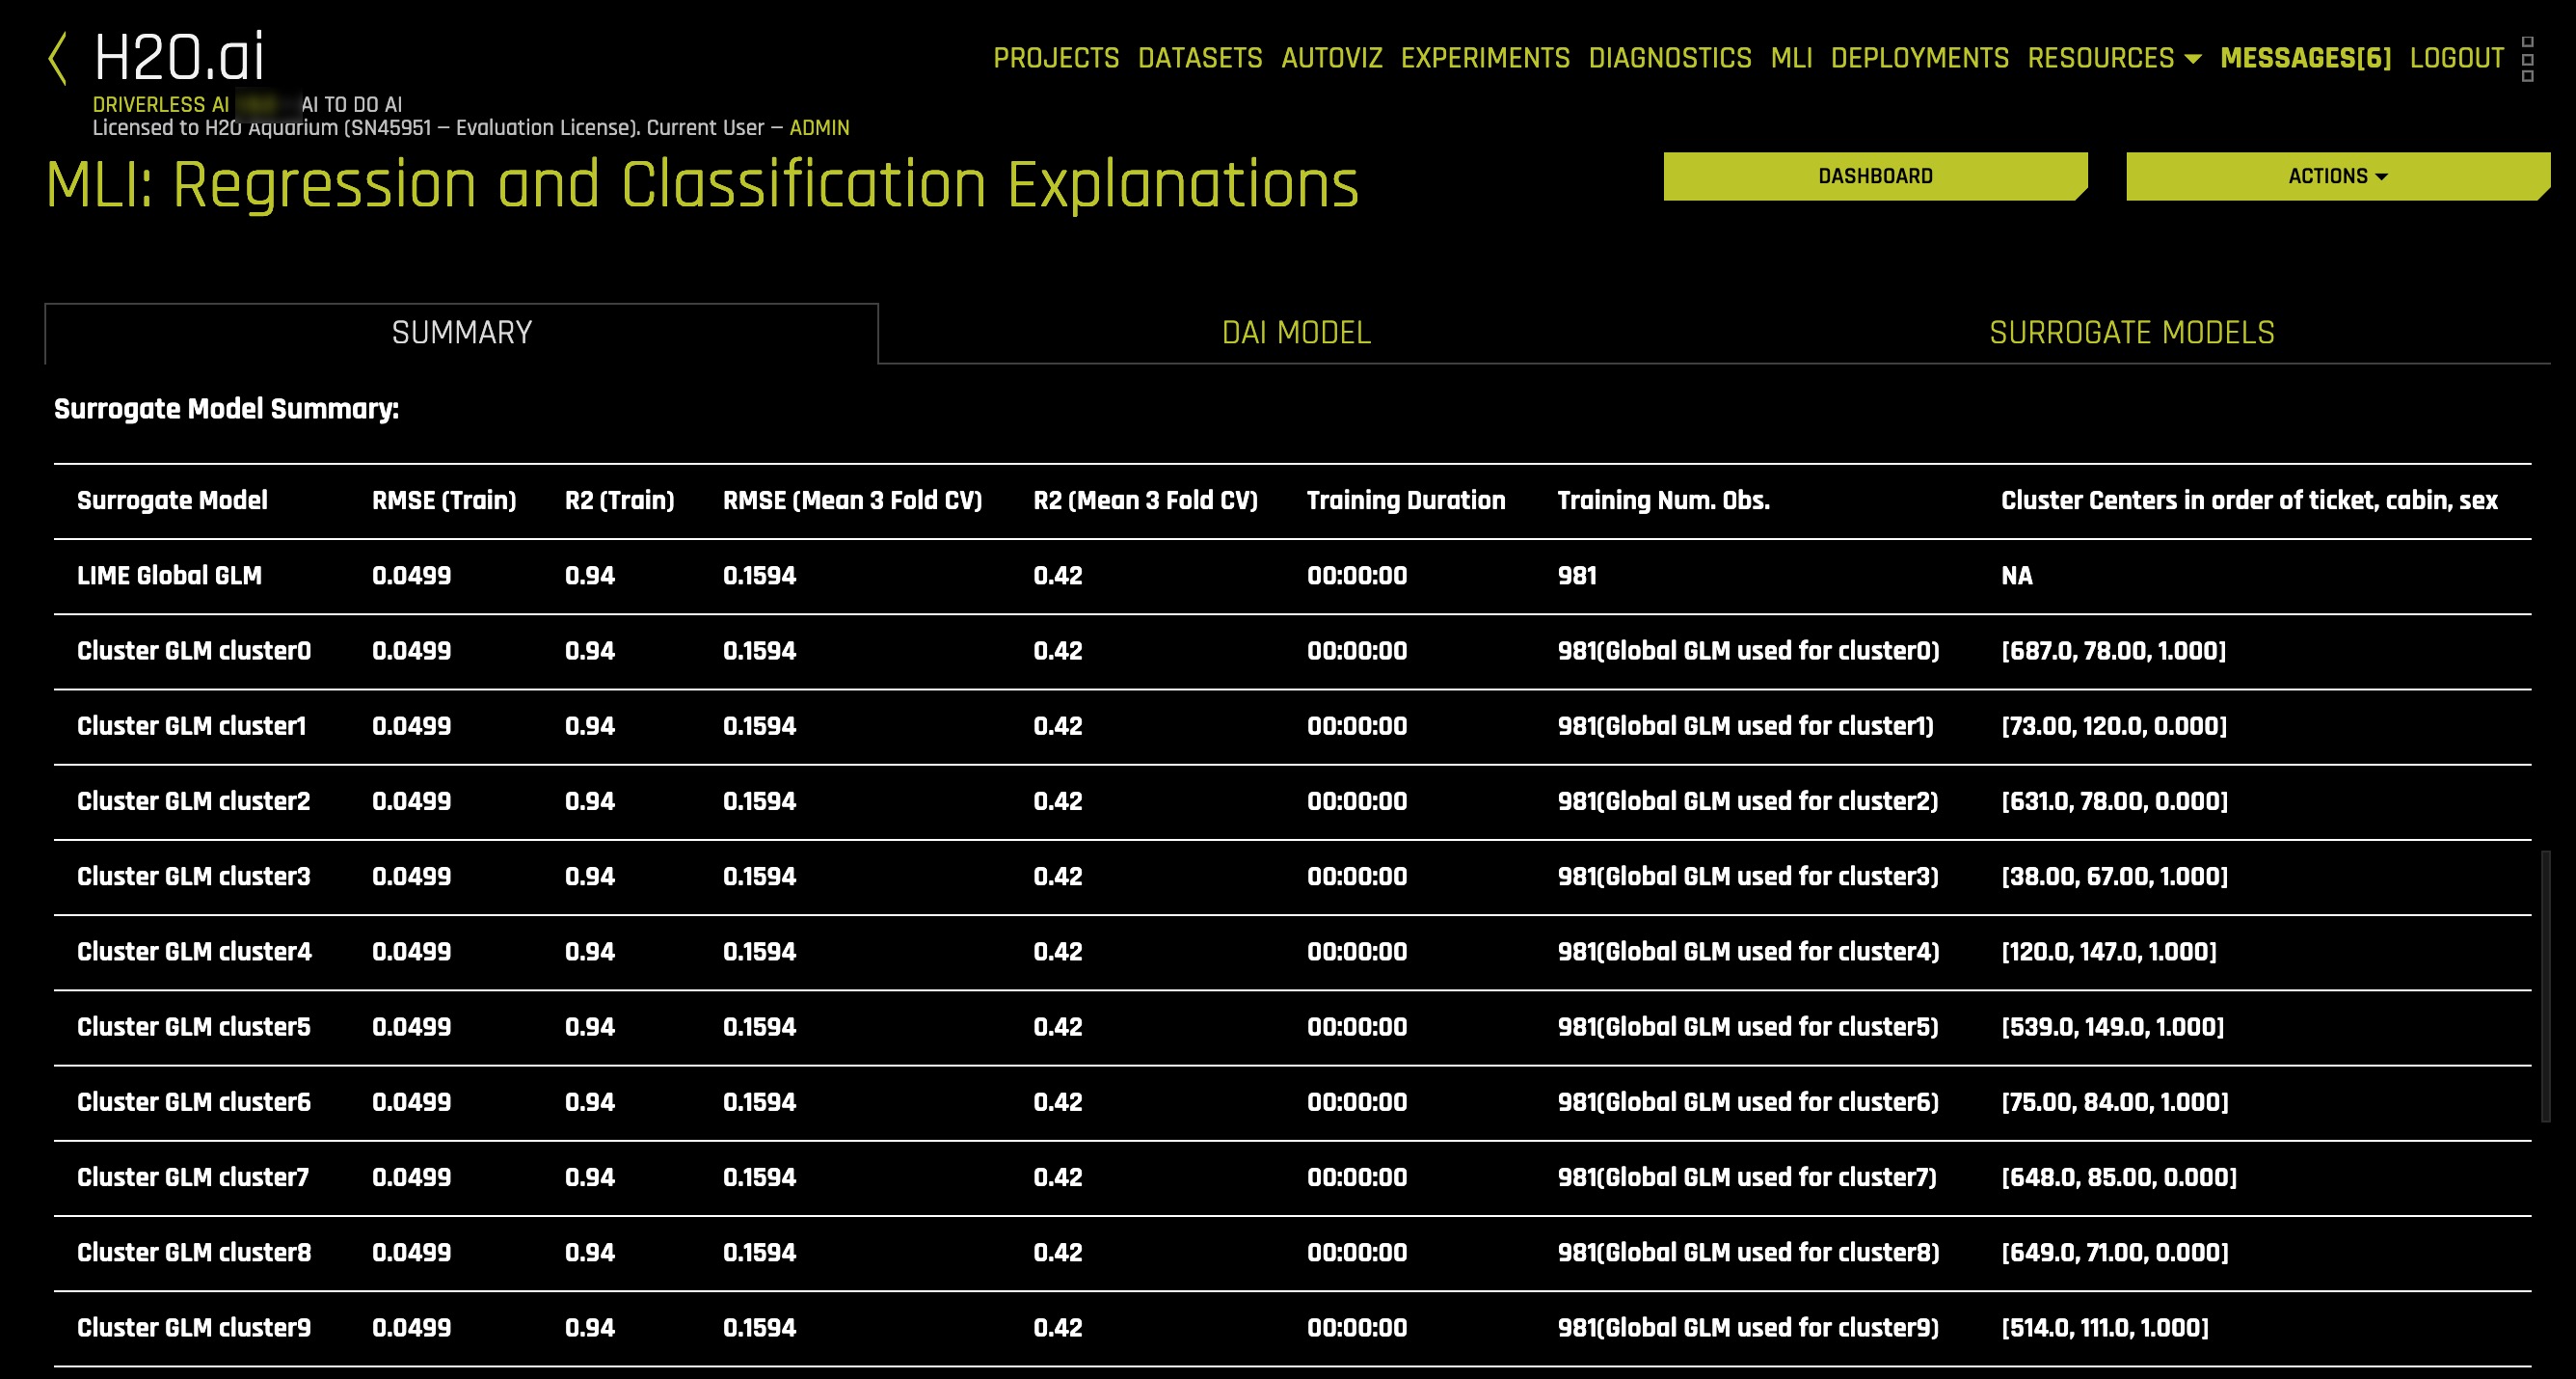 H2O.ai
PROJECTS DATASETS AUTOVIZ EXPERIMENTS DIAGNOSTICS MLI DEPLOYMENTS RESOURCES MESSAGES[6] LOGOUT
DRIVERLESS AI AI TO DO AI
Licensed to H2O Aquarium (SN45951 – Evaluation License). Current User – ADMIN
MLI: Regression and Classification Explanations
DASHBOARD ACTIONS
SUMMARY DAI MODEL SURROGATE MODELS
Surrogate Model Summary:
Surrogate Model RMSE (Train) R2 (Train) RMSE (Mean 3 Fold CV) R2 (Mean 3 Fold CV) Training Duration Training Num. Obs. Cluster Centers in order of ticket, cabin, sex
LIME Global GLM 0.0499 0.94 0.1594 0.42 00:00:00 981 NA
Cluster GLM cluster0 0.0499 0.94 0.1594 0.42 00:00:00 981(Global GLM used for cluster0) [687.0, 78.00, 1.000]
Cluster GLM cluster1 0.0499 0.94 0.1594 0.42 00:00:00 981(Global GLM used for cluster1) [73.00, 120.0, 0.000]
Cluster GLM cluster2 0.0499 0.94 0.1594 0.42 00:00:00 981(Global GLM used for cluster2) [631.0, 78.00, 0.000]
Cluster GLM cluster3 0.0499 0.94 0.1594 0.42 00:00:00 981(Global GLM used for cluster3) [38.00, 67.00, 1.000]
Cluster GLM cluster4 0.0499 0.94 0.1594 0.42 00:00:00 981(Global GLM used for cluster4) [120.0, 147.0, 1.000]
Cluster GLM cluster5 0.0499 0.94 0.1594 0.42 00:00:00 981(Global GLM used for cluster5) [539.0, 149.0, 1.000]
Cluster GLM cluster6 0.0499 0.94 0.1594 0.42 00:00:00 981(Global GLM used for cluster6) [75.00, 84.00, 1.000]
Cluster GLM cluster7 0.0499 0.94 0.1594 0.42 00:00:00 981(Global GLM used for cluster7) [648.0, 85.00, 0.000]
Cluster GLM cluster8 0.0499 0.94 0.1594 0.42 00:00:00 981(Global GLM used for cluster8) [649.0, 71.00, 0.000]
Cluster GLM cluster9 0.0499 0.94 0.1594 0.42 00:00:00 981(Global GLM used for cluster9) [514.0, 111.0, 1.000]